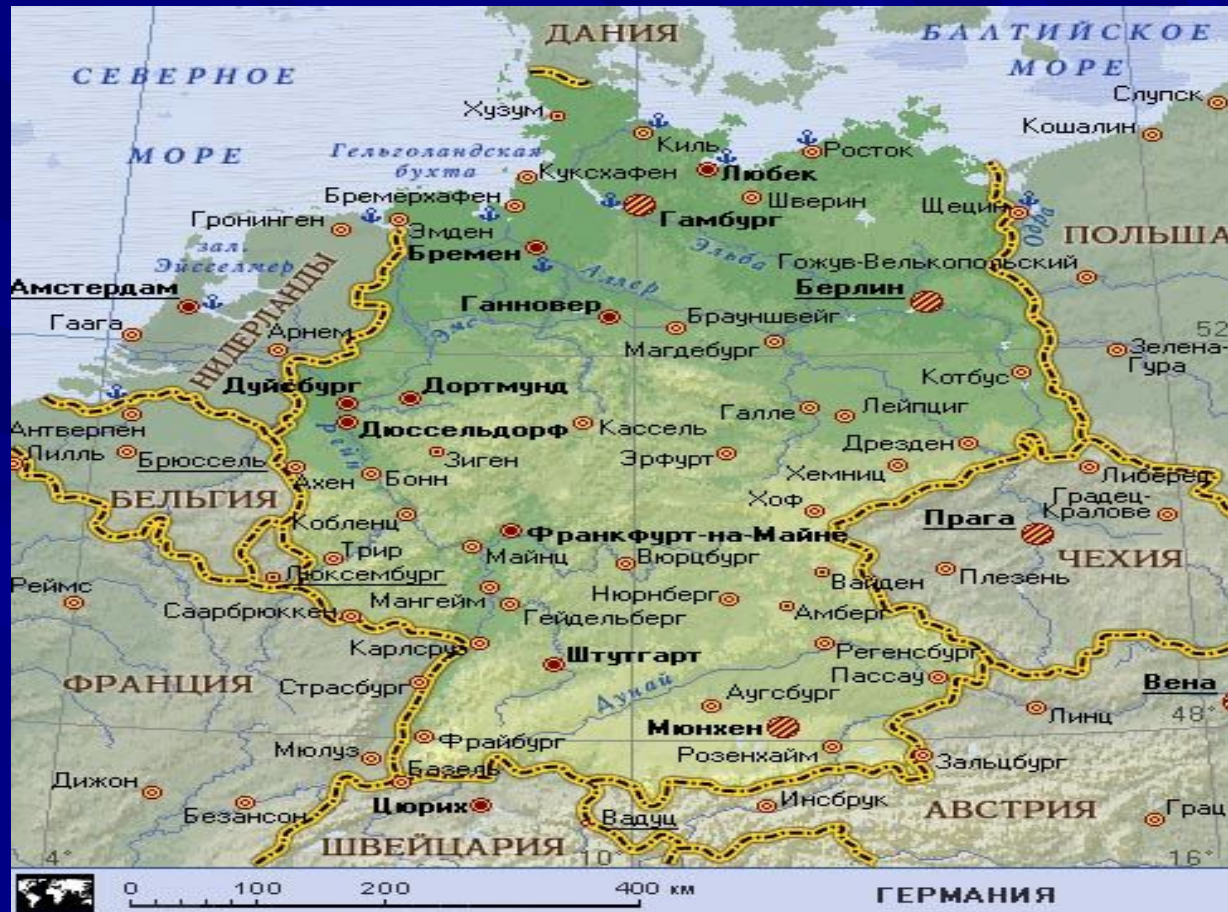 ДАНИЯ
БАЛТИЙСКОЕ
МОРЕ
СЕВЕРНОЕ
МОРЕ
Слупск
Хузум
Кошалин
Киль
Росток
Гельголандская
бухта
Куксхафен
Любек
Бремерхафен
Шверин
Щецин
Гронинген
Эмден
Гамбург
Одра
ПОЛЬША
зал.
Эйсселмер
Бремен
Эльба
Гожув-Велькопольский
Аллер
Амстердам
НИДЕРЛАНДЫ
Ганновер
Берлин
Гаага
Арнем
Эмс
Брауншвейг
52
Магдебург
Зелена-
Гура
Дуйсбург
Дортмунд
Котбус
Галле
Лейпциг
Антверпен
Дюссельдорф
Кассель
Рейн
Дрезден
Лилль
Брюссель
Зиген
Эрфурт
Хемниц
Либерец
Ахен
Бонн
БЕЛЬГИЯ
Хоф
Градец-
Кралове
Кобленц
Франкфурт-на-Майне
Прага
Трир
Майнц
Вюрцбург
ЧЕХИЯ
Люксембург
Вайден
Плезень
Реймс
Мангейм
Нюрнберг
Амберг
Саарбрюккен
Гейдельберг
Карлсруэ
Штутгарт
Регенсбург
ФРАНЦИЯ
Страсбург
Дунай
Аугсбург
Пассау
Вена
Линц
48°
Мюнхен
Мюлуз
Фрайбург
Розенхайм
Зальцбург
Дижон
Базель
Безансон
Цюрих
Вадуц
Инсбрук
АВСТРИЯ
Грац
ШВЕЙЦАРИЯ
4°
10°
16°
0 100 200 400 км
ГЕРМАНИЯ